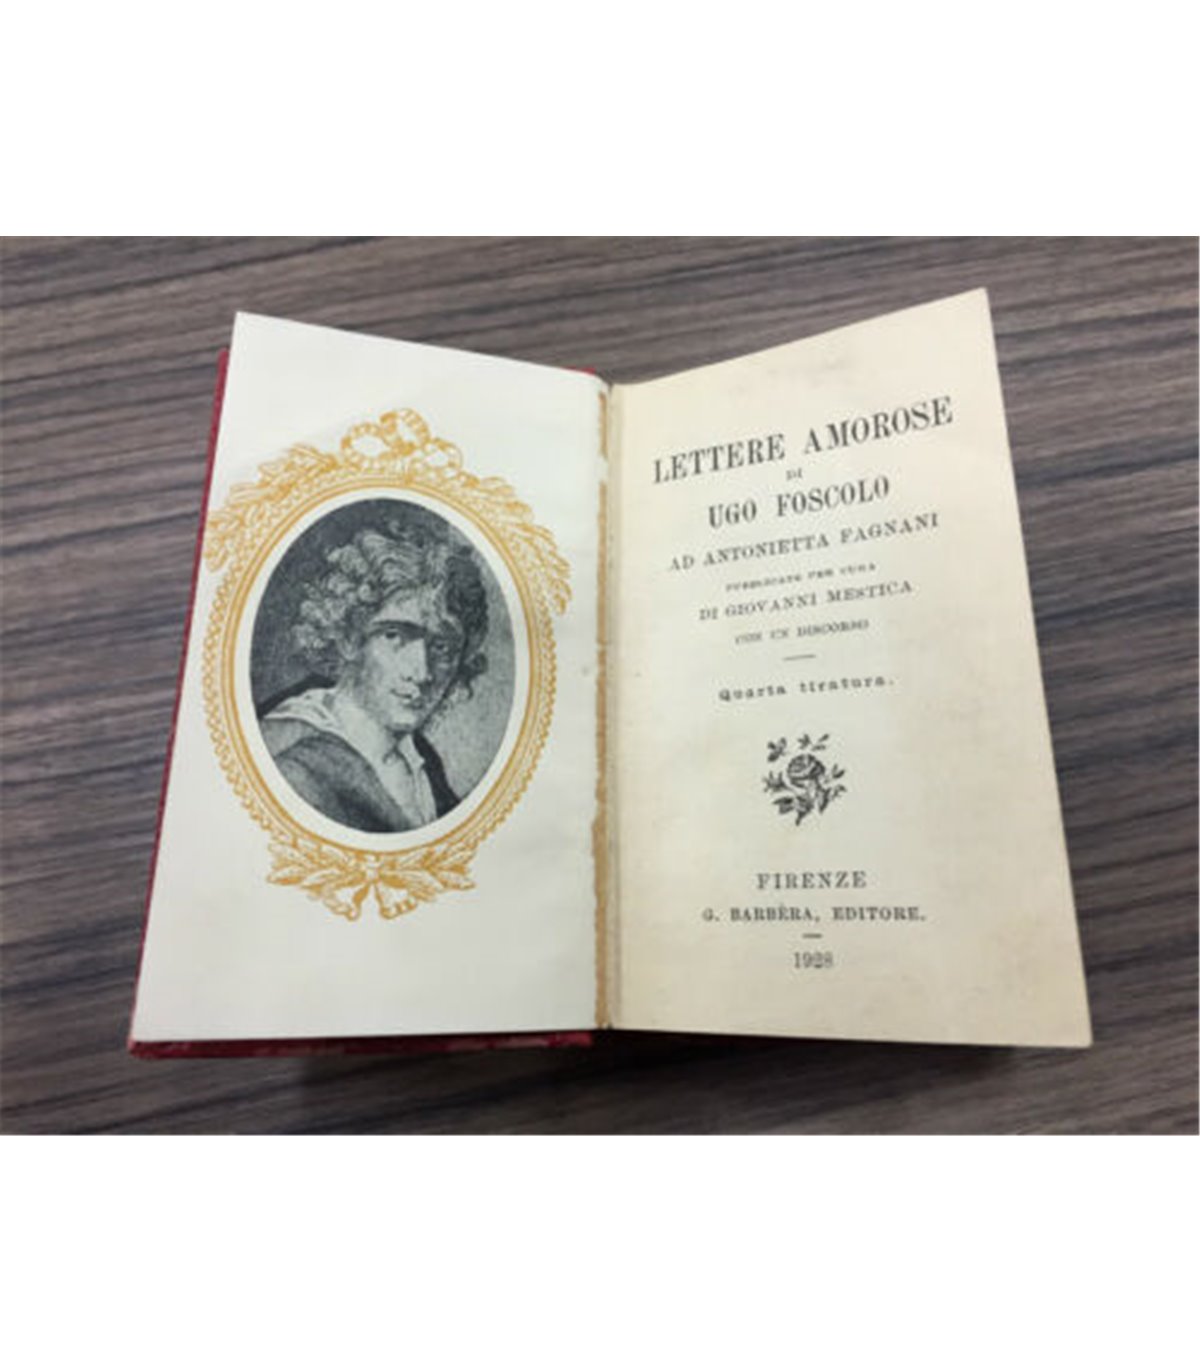 LETTERE AMOROSE
DI
UGO FOSCOLO
AD ANTONIETTA FAGNANI
PUBBLICATE PER CURA
DI GIOVANNI MESTICA
CON UN DISCORSO
Quarta tiratura.
FIRENZE
G. BARBÈRA, EDITORE.
1928